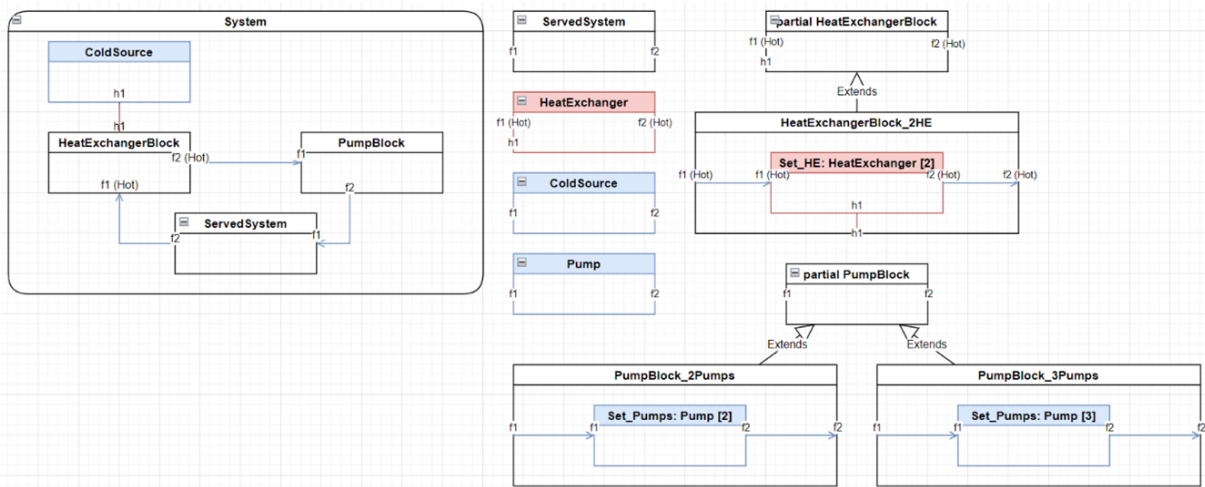 System
ColdSource
h1
h1
HeatExchangerBlock
f2 (Hot)
f1 (Hot)
PumpBlock
f1
f2
ServedSystem
f2
f1
ServedSystem
f1
f2
HeatExchanger
f1 (Hot)
f2 (Hot)
h1
ColdSource
f1
f2
Pump
f1
f2
partial HeatExchangerBlock
f1 (Hot)
f2 (Hot)
h1
Extends
HeatExchangerBlock_2HE
Set_HE: HeatExchanger [2]
f1 (Hot)
f1 (Hot)
f2 (Hot)
f2 (Hot)
h1
h1
partial PumpBlock
f1
f2
Extends
Extends
PumpBlock_2Pumps
Set_Pumps: Pump [2]
f1
f1
f2
f2
PumpBlock_3Pumps
Set_Pumps: Pump [3]
f1
f1
f2
f2